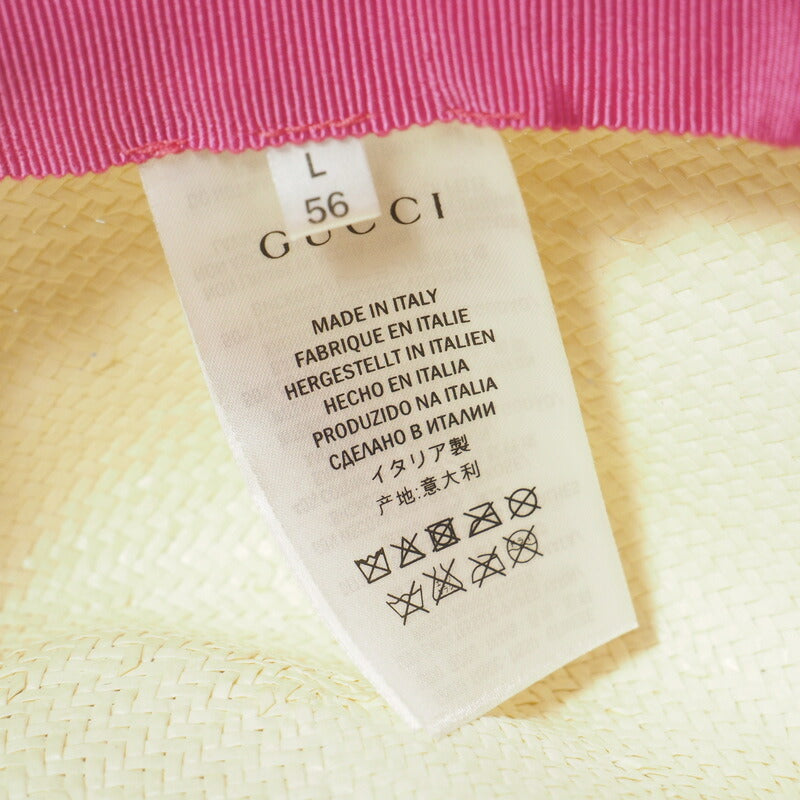 L
56
GUCCI
MADE IN ITALY
FABRIQUE EN ITALIE
HERGESTELLT IN ITALIEN
HECHO EN ITALIA
PRODUZIDO NA ITALIA
СДЕЛАНО В ИТАЛИИ
イタリア製
产地:意大利